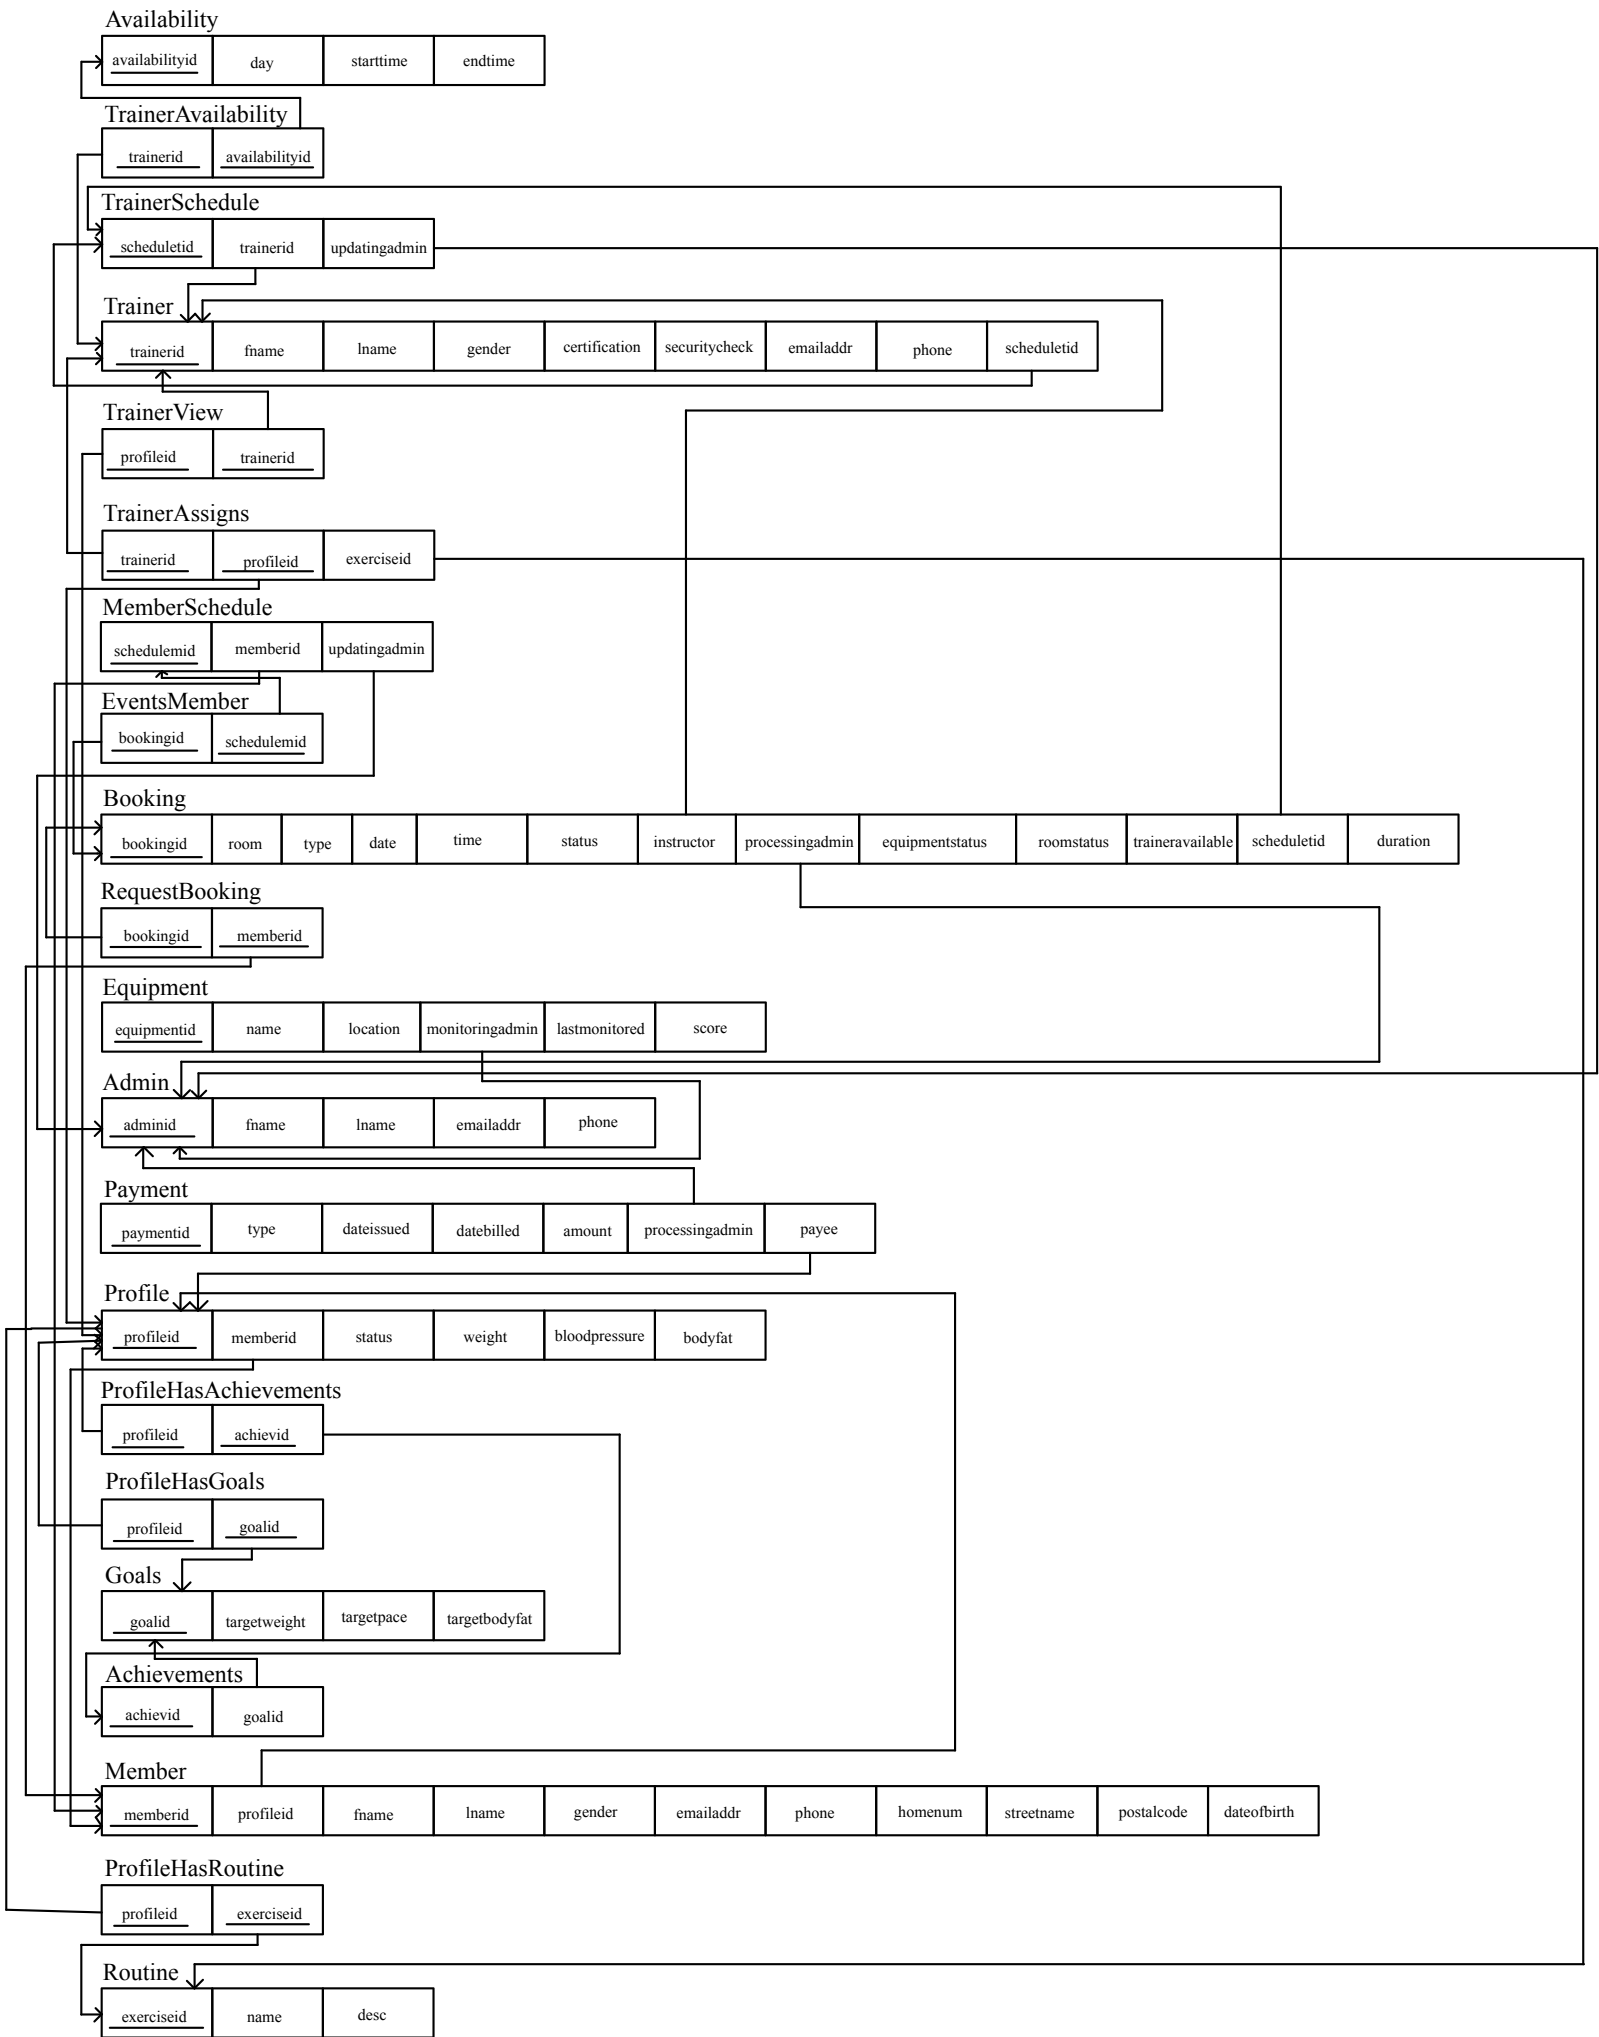 Availability
availabilityid day starttime endtime
TrainerAvailability
trainerid availabilityid
TrainerSchedule
scheduletid trainerid updatingadmin
Trainer
trainerid fname lname gender certification securitycheck emailaddr phone scheduletid
TrainerView
profileid trainerid
TrainerAssigns
trainerid profileid exerciseid
MemberSchedule
schedulemid memberid updatingadmin
EventsMember
bookingid schedulemid
Booking
bookingid room type date time status instructor processingadmin equipmentstatus roomstatus traineravailable scheduletid duration
RequestBooking
bookingid memberid
Equipment
equipmentid name location monitoringadmin lastmonitored score
Admin
adminid fname lname emailaddr phone
Payment
paymentid type dateissued datebilled amount processingadmin payee
Profile
profileid memberid status weight bloodpressure bodyfat
ProfileHasAchievements
profileid achievid
ProfileHasGoals
profileid goalid
Goals
goalid targetweight targetpace targetbodyfat
Achievements
achievid goalid
Member
memberid profileid fname lname gender emailaddr phone homenum streetname postalcode dateofbirth
ProfileHasRoutine
profileid exerciseid
Routine
exerciseid name desc